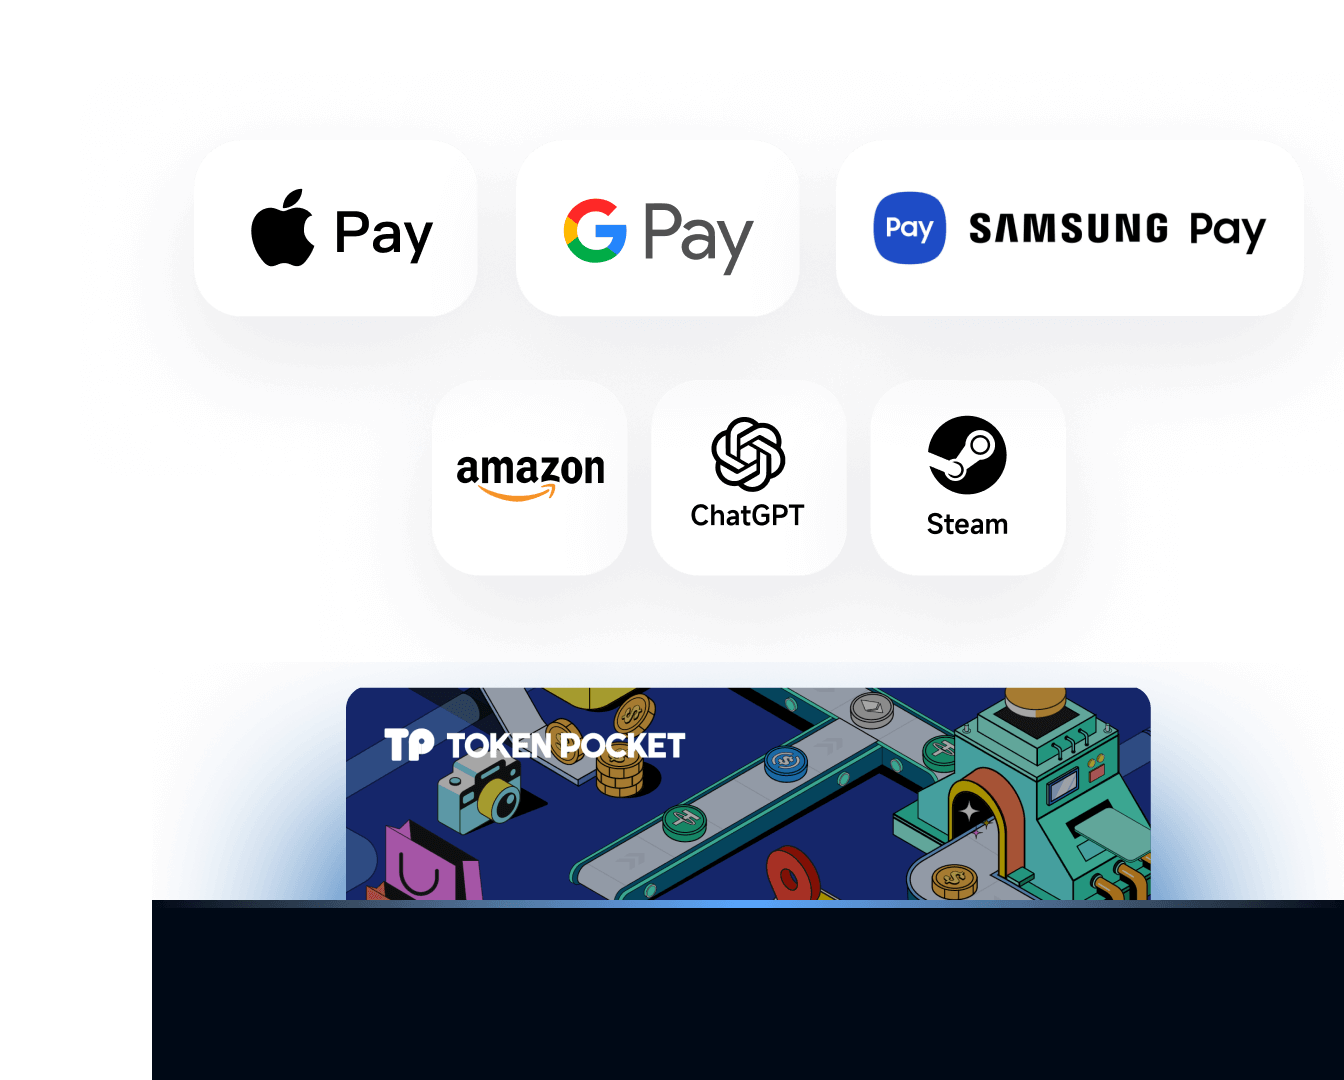 Pay
G Pay
Pay SAMSUNG Pay
amazon
ChatGPT
Steam
TP TOKEN POCKET